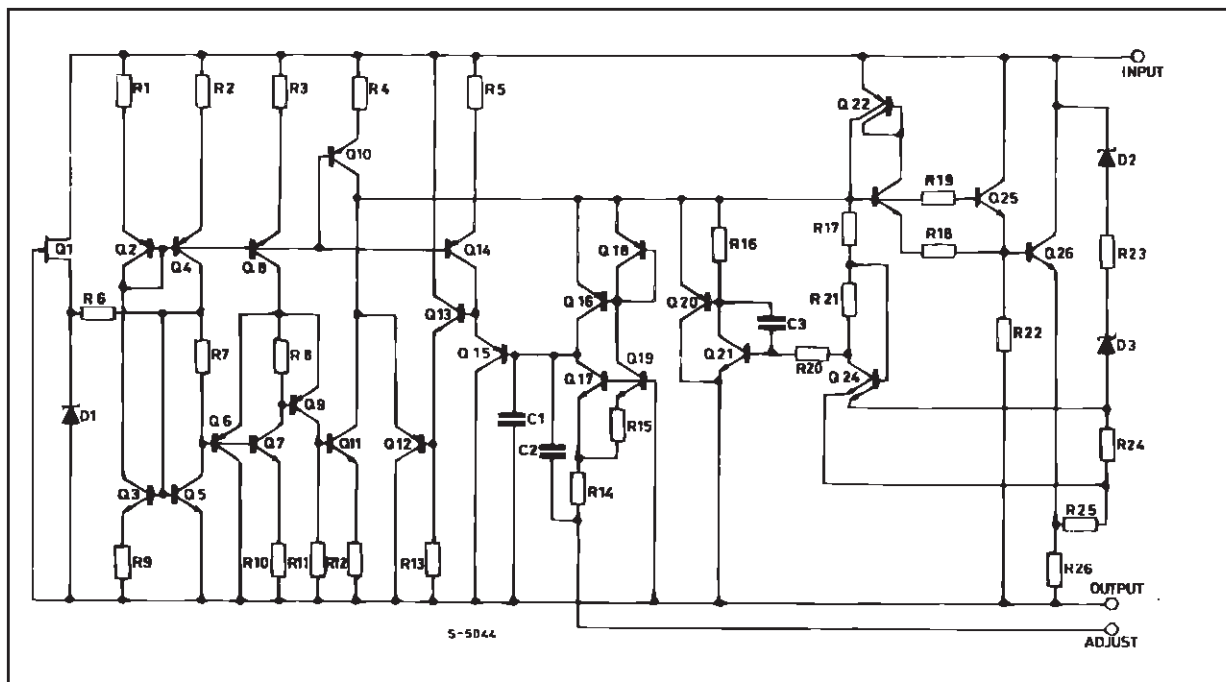 INPUT
R1
R2
R3
R4
R5
Q22
Q10
D2
R19
Q25
R17
R18
Q1
Q2
Q4
Q8
Q14
Q18
R16
Q26
R23
R6
Q13
Q16
Q20
C3
R21
R22
D3
R7
R8
Q15
Q19
Q21
R20
Q24
D1
Q6
Q9
Q17
C1
R15
Q7
Q11
Q12
C2
R24
Q3
Q5
R14
R25
R9
R10
R11
R12
R13
R26
OUTPUT
S-5044
ADJUST